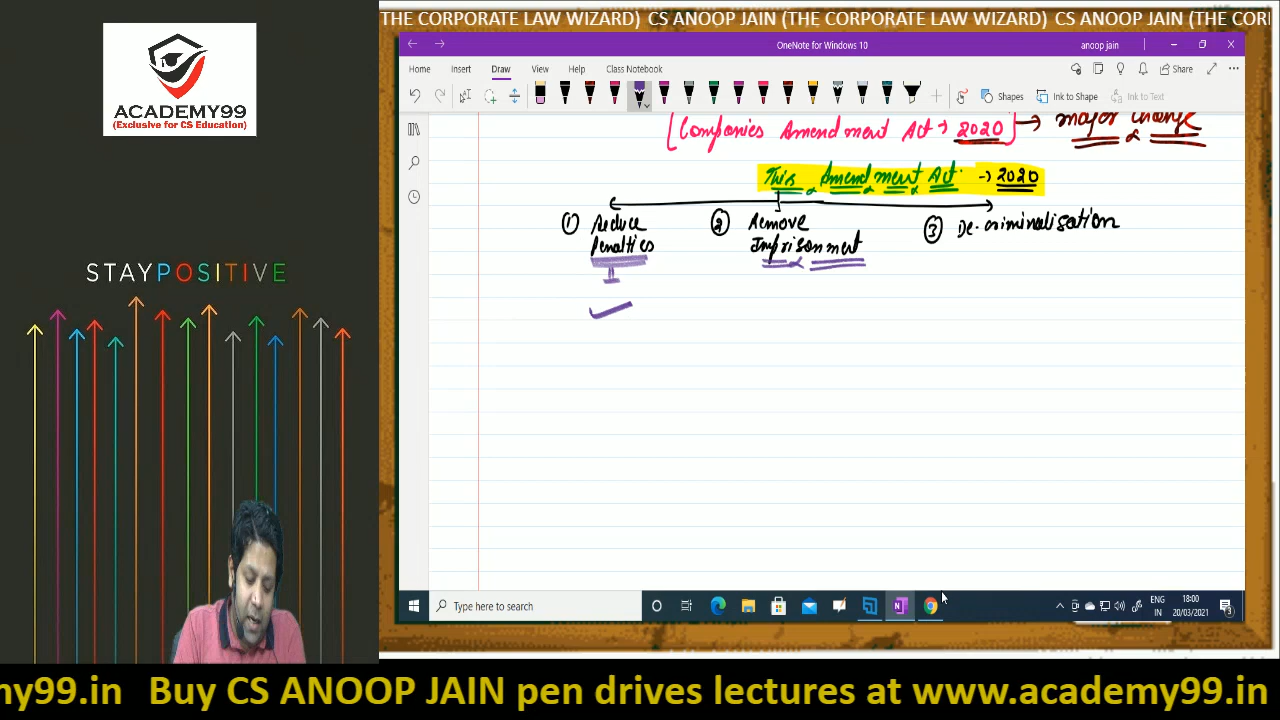 THE CORPORATE LAW WIZARD) CS ANOOP JAIN (THE CORPORATE LAW WIZARD) CS ANOOP JAIN (THE COR
ACADEMY99
(Exclusive for CS Education)
STAYPOSITIVE
OneNote for Windows 10
anoop jain
Home Insert Draw View Help Class Notebook
Share
Shapes Ink to Shape Ink to Text
[Companies Amendment Act → 2020] → major change
This Amendment Act. → 2020
① Reduce Penalties
② Remove Imprisonment
③ De-criminalisation
Type here to search
ENG IN
18:00
20/03/2021
3
my99.in Buy CS ANOOP JAIN pen drives lectures at www.academy99.in